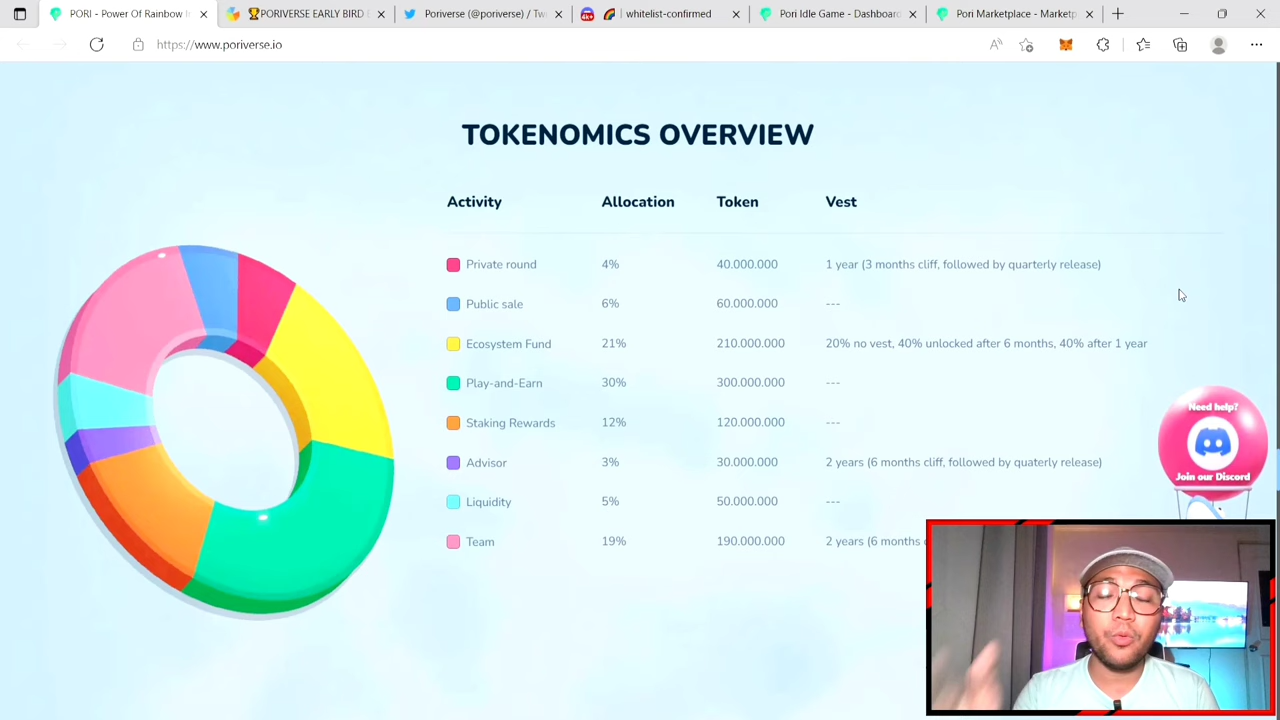 PORI - Power Of Rainbow I
PORIVERSE EARLY BIRD E
Poriverse (@poriverse) / Tw
4k+ whitelist-confirmed
Pori Idle Game - Dashboard
Pori Marketplace - Marketp
https://www.poriverse.io
TOKENOMICS OVERVIEW
Activity Allocation Token Vest
Private round 4% 40.000.000 1 year (3 months cliff, followed by quarterly release)
Public sale 6% 60.000.000 ---
Ecosystem Fund 21% 210.000.000 20% no vest, 40% unlocked after 6 months, 40% after 1 year
Play-and-Earn 30% 300.000.000 ---
Staking Rewards 12% 120.000.000 ---
Advisor 3% 30.000.000 2 years (6 months cliff, followed by quaterly release)
Liquidity 5% 50.000.000 ---
Team 19% 190.000.000 2 years (6 months
Need help?
Join our Discord